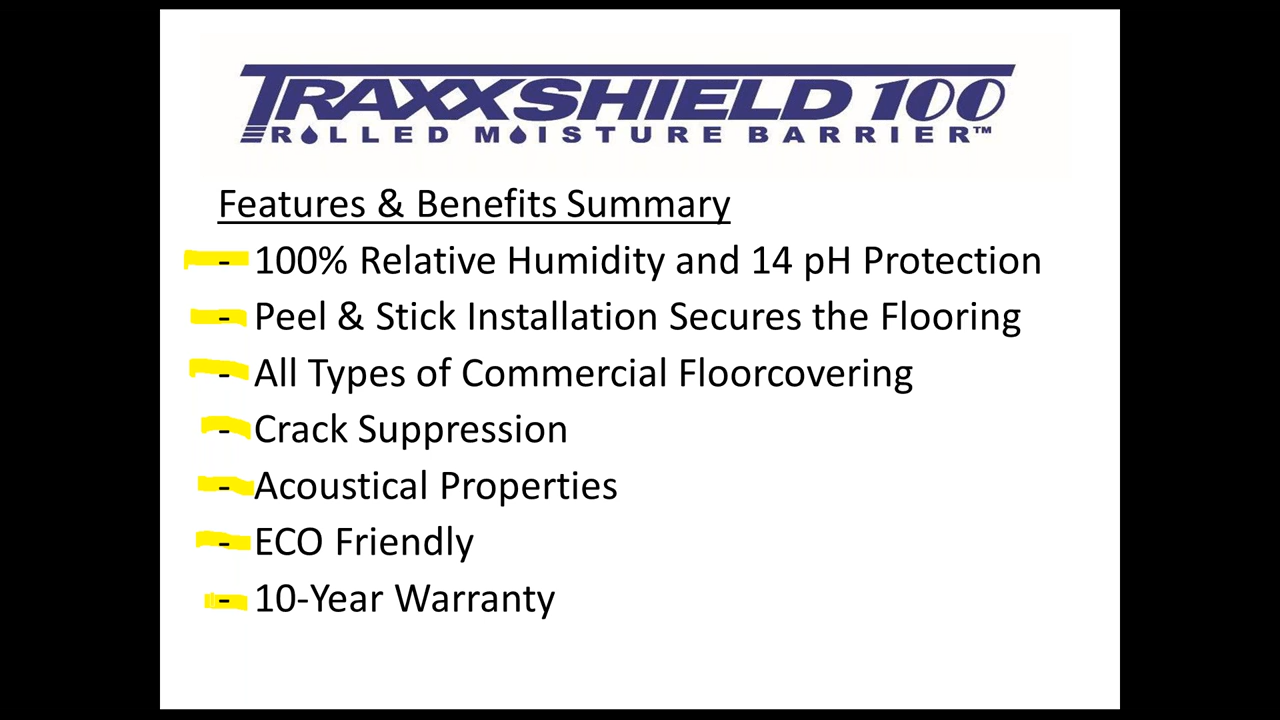 TRAXXSHIELD 100
ROLLED MOISTURE BARRIER™
Features & Benefits Summary
- 100% Relative Humidity and 14 pH Protection
- Peel & Stick Installation Secures the Flooring
- All Types of Commercial Floorcovering
- Crack Suppression
- Acoustical Properties
- ECO Friendly
- 10-Year Warranty